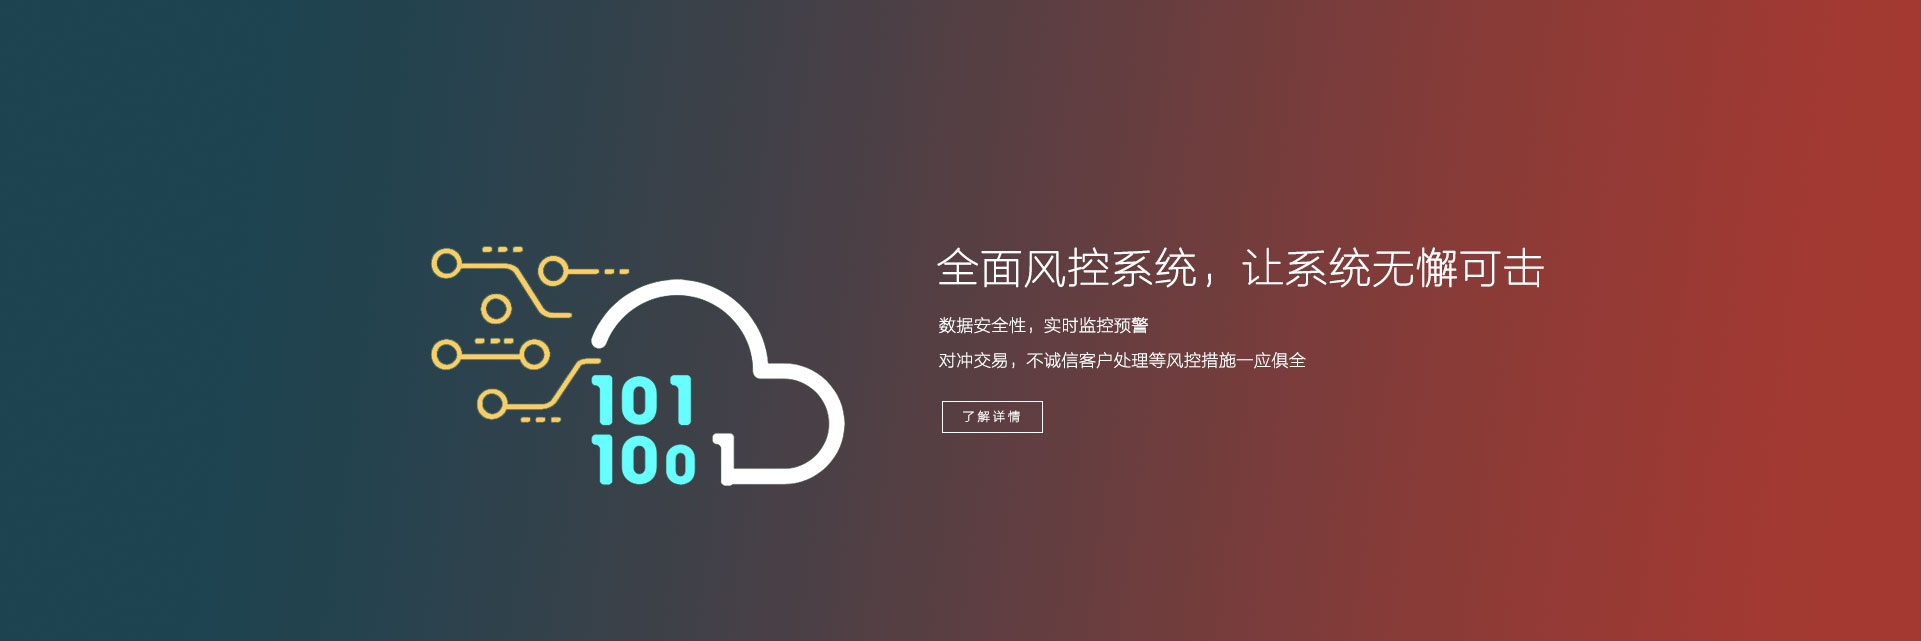 全面风控系统，让系统无懈可击
数据安全性，实时监控预警
对冲交易，不诚信客户处理等风控措施一应俱全
了解详情
101
1001